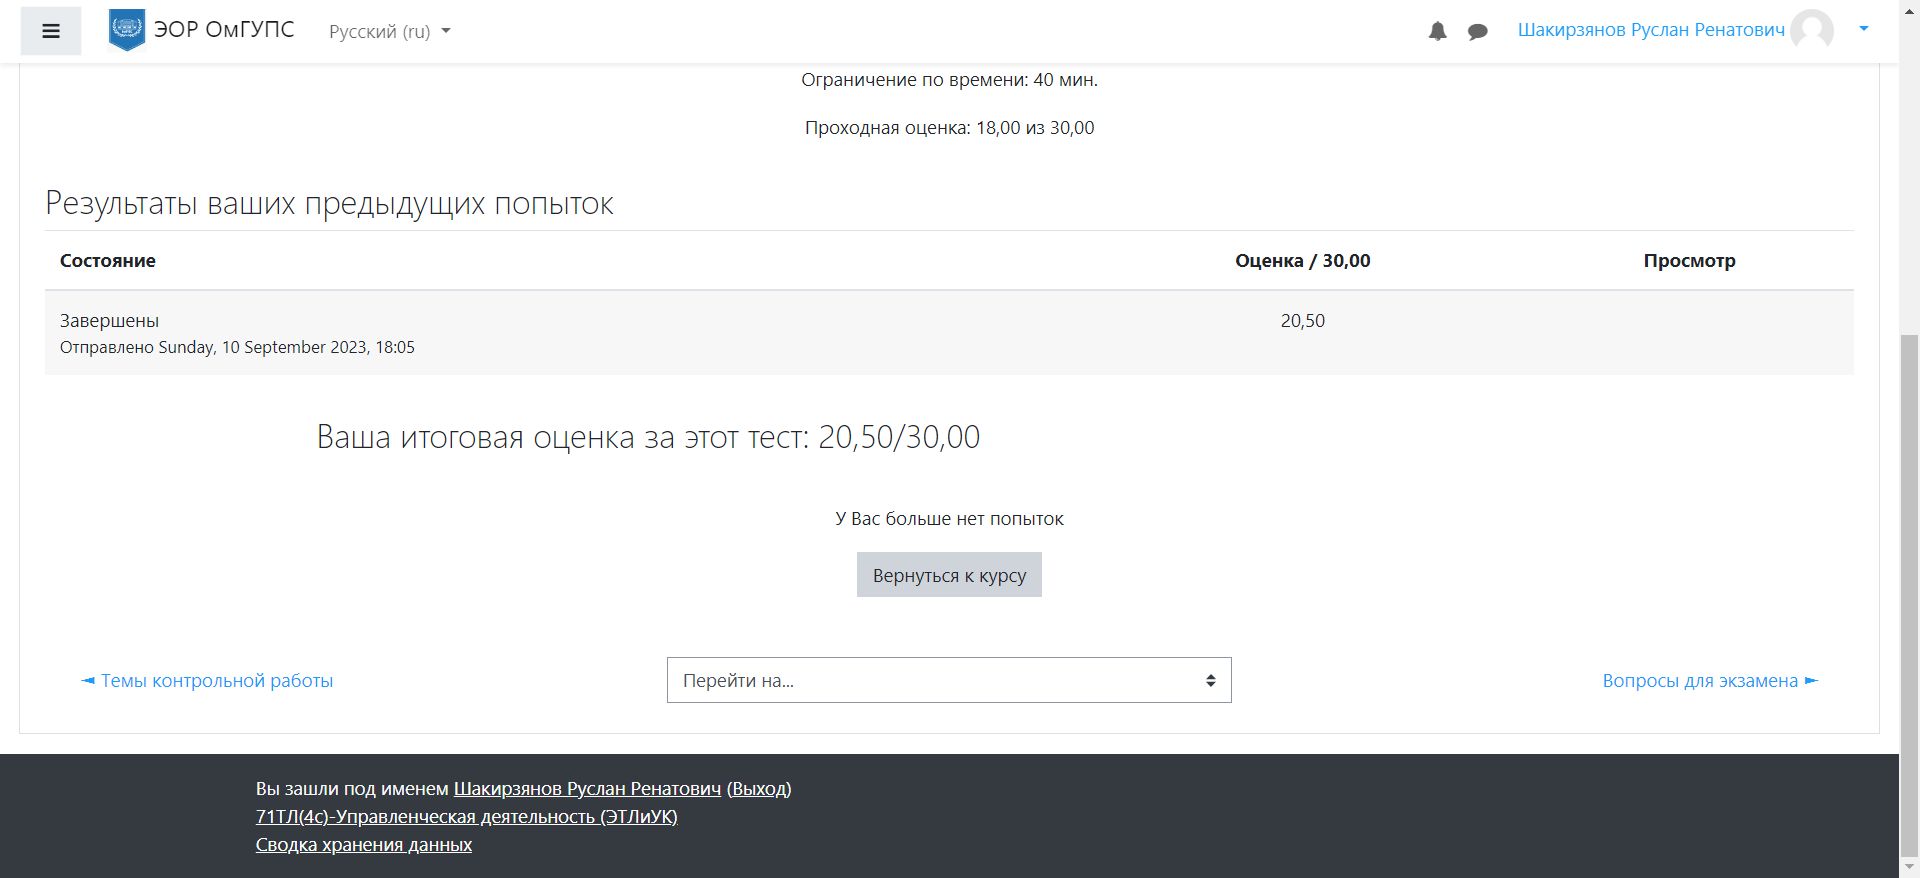 ЭОР ОмГУПС
Русский (ru)
Шакирзянов Руслан Ренатович
Ограничение по времени: 40 мин.
Проходная оценка: 18,00 из 30,00
Результаты ваших предыдущих попыток
Состояние Оценка / 30,00 Просмотр
Завершены 20,50
Отправлено Sunday, 10 September 2023, 18:05
Ваша итоговая оценка за этот тест: 20,50/30,00
У Вас больше нет попыток
Вернуться к курсу
◄ Темы контрольной работы
Перейти на...
Вопросы для экзамена ►
Вы зашли под именем Шакирзянов Руслан Ренатович (Выход)
71ТЛ(4с)-Управленческая деятельность (ЭТЛиУК)
Сводка хранения данных